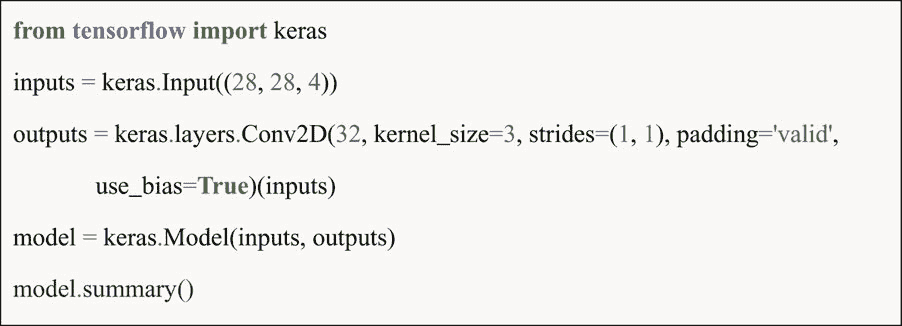 from tensorflow import keras
inputs = keras.Input((28, 28, 4))
outputs = keras.layers.Conv2D(32, kernel_size=3, strides=(1, 1), padding='valid',
use_bias=True)(inputs)
model = keras.Model(inputs, outputs)
model.summary()